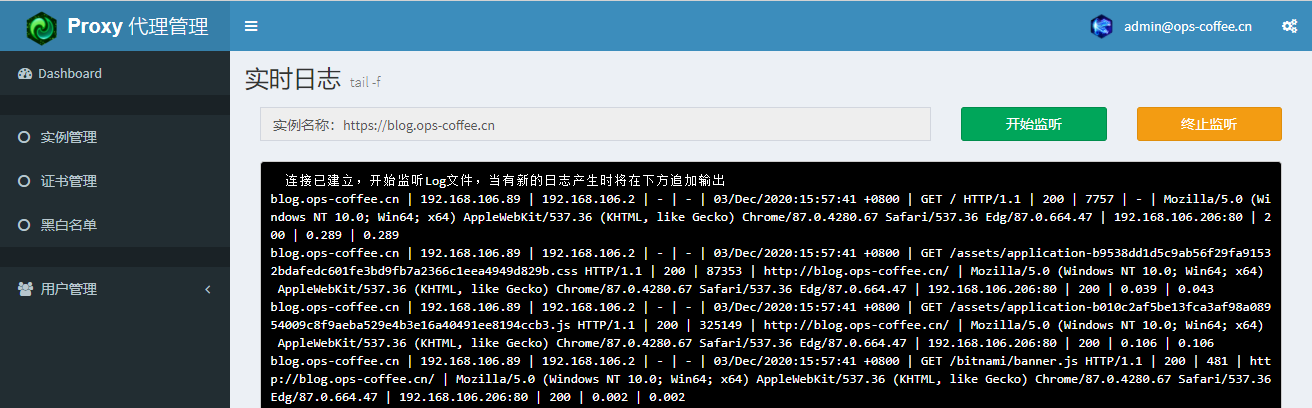 Proxy 代理管理
admin@ops-coffee.cn
Dashboard
实例管理
证书管理
黑白名单
用户管理
实时日志 tail -f
实例名称：https://blog.ops-coffee.cn
开始监听
终止监听
连接已建立，开始监听Log文件，当有新的日志产生时将在下方追加输出
blog.ops-coffee.cn | 192.168.106.89 | 192.168.106.2 | - | - | 03/Dec/2020:15:57:41 +0800 | GET / HTTP/1.1 | 200 | 7757 | - | Mozilla/5.0 (Wi
ndows NT 10.0; Win64; x64) AppleWebKit/537.36 (KHTML, like Gecko) Chrome/87.0.4280.67 Safari/537.36 Edg/87.0.664.47 | 192.168.106.206:80 | 2
00 | 0.289 | 0.289
blog.ops-coffee.cn | 192.168.106.89 | 192.168.106.2 | - | - | 03/Dec/2020:15:57:41 +0800 | GET /assets/application-b9538dd1d5c9ab56f29fa9153
2bdafedc601fe3bd9fb7a2366c1eea4949d829b.css HTTP/1.1 | 200 | 87353 | http://blog.ops-coffee.cn/ | Mozilla/5.0 (Windows NT 10.0; Win64; x64)
AppleWebKit/537.36 (KHTML, like Gecko) Chrome/87.0.4280.67 Safari/537.36 Edg/87.0.664.47 | 192.168.106.206:80 | 200 | 0.039 | 0.043
blog.ops-coffee.cn | 192.168.106.89 | 192.168.106.2 | - | - | 03/Dec/2020:15:57:41 +0800 | GET /assets/application-b010c2af5be13fca3af98a089
54009c8f9aeba529e4b3e16a40491ee8194ccb3.js HTTP/1.1 | 200 | 325149 | http://blog.ops-coffee.cn/ | Mozilla/5.0 (Windows NT 10.0; Win64; x64)
AppleWebKit/537.36 (KHTML, like Gecko) Chrome/87.0.4280.67 Safari/537.36 Edg/87.0.664.47 | 192.168.106.206:80 | 200 | 0.106 | 0.106
blog.ops-coffee.cn | 192.168.106.89 | 192.168.106.2 | - | - | 03/Dec/2020:15:57:41 +0800 | GET /bitnami/banner.js HTTP/1.1 | 200 | 481 | htt
p://blog.ops-coffee.cn/ | Mozilla/5.0 (Windows NT 10.0; Win64; x64) AppleWebKit/537.36 (KHTML, like Gecko) Chrome/87.0.4280.67 Safari/537.36
Edg/87.0.664.47 | 192.168.106.206:80 | 200 | 0.002 | 0.002